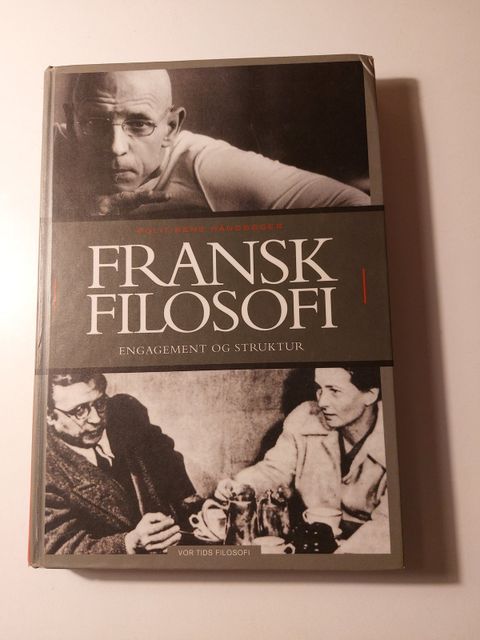 POLITIKENS HÅNDBØGER
FRANSK
FILOSOFI
ENGAGEMENT OG STRUKTUR
VOR TIDS FILOSOFI